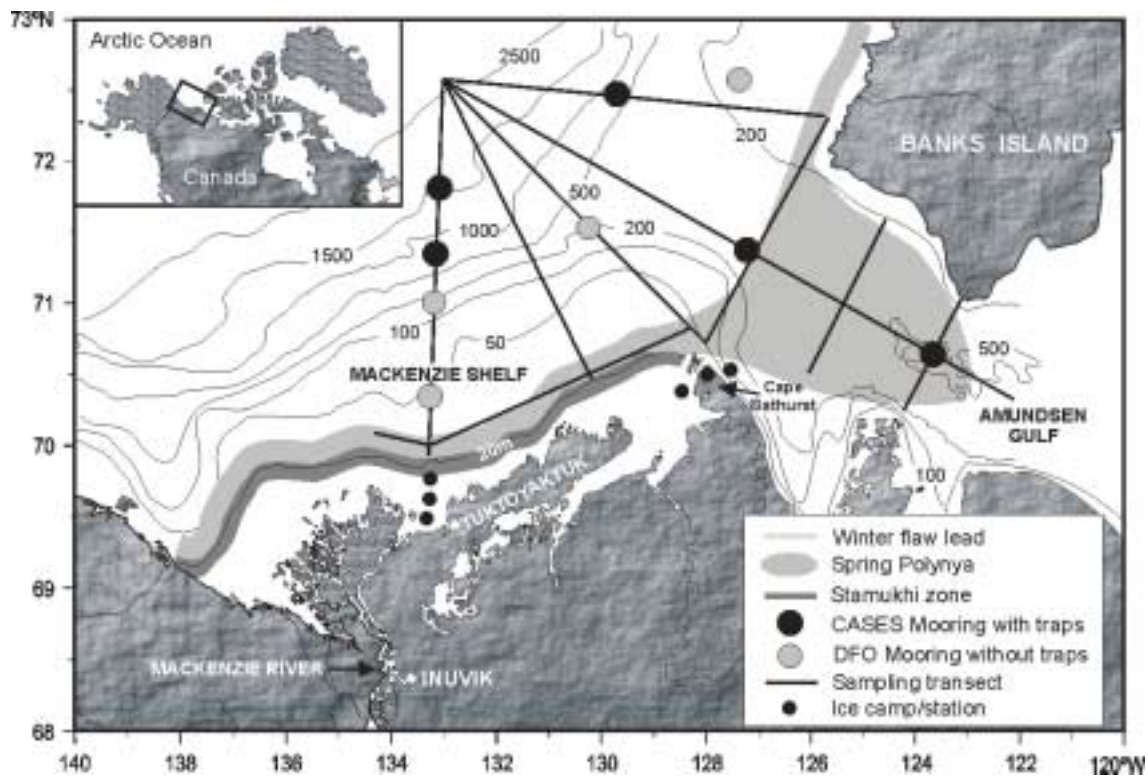 73°N
72
71
70
69
68
140
138
136
134
132
130
128
126
124
122
120°W
Arctic Ocean
Canada
2500
200
BANKS ISLAND
500
1000
200
1500
100
50
MACKENZIE SHELF
500
Cape
Bathurst
AMUNDSEN
GULF
20m
100
TUKTOYAKTUK
MACKENZIE RIVER
INUVIK
Winter flaw lead
Spring Polynya
Stamukhi zone
CASES Mooring with traps
DFO Mooring without traps
Sampling transect
Ice camp/station